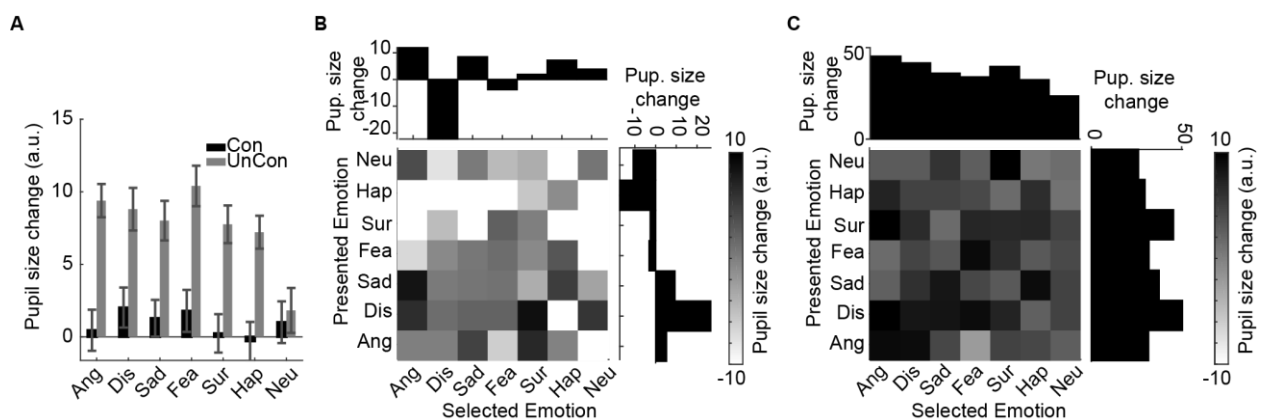 A
Pupil size change (a.u.)
15
10
5
0
Con
UnCon
Ang Dis Sad Fea Sur Hap Neu
B
Pup. size
change
10
0
-10
-20
Pup. size
change
-10 0 10 20
Presented Emotion
Neu
Hap
Sur
Fea
Sad
Dis
Ang
Ang Dis Sad Fea Sur Hap Neu
Selected Emotion
10
Pupil size change (a.u.)
-10
C
Pup. size
change
50
0
Pup. size
change
0 50
Presented Emotion
Neu
Hap
Sur
Fea
Sad
Dis
Ang
Ang Dis Sad Fea Sur Hap Neu
Selected Emotion
10
Pupil size change (a.u.)
-10